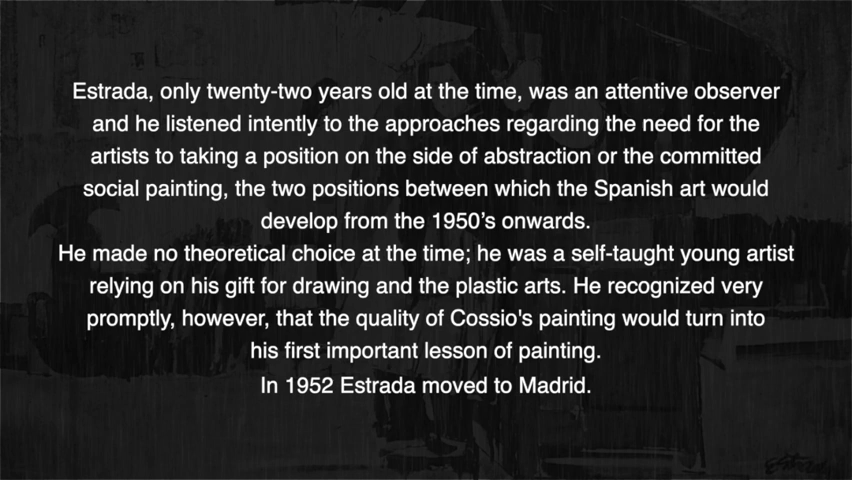 Estrada, only twenty-two years old at the time, was an attentive observer
and he listened intently to the approaches regarding the need for the
artists to taking a position on the side of abstraction or the committed
social painting, the two positions between which the Spanish art would
develop from the 1950’s onwards.
He made no theoretical choice at the time; he was a self-taught young artist
relying on his gift for drawing and the plastic arts. He recognized very
promptly, however, that the quality of Cossio's painting would turn into
his first important lesson of painting.
In 1952 Estrada moved to Madrid.